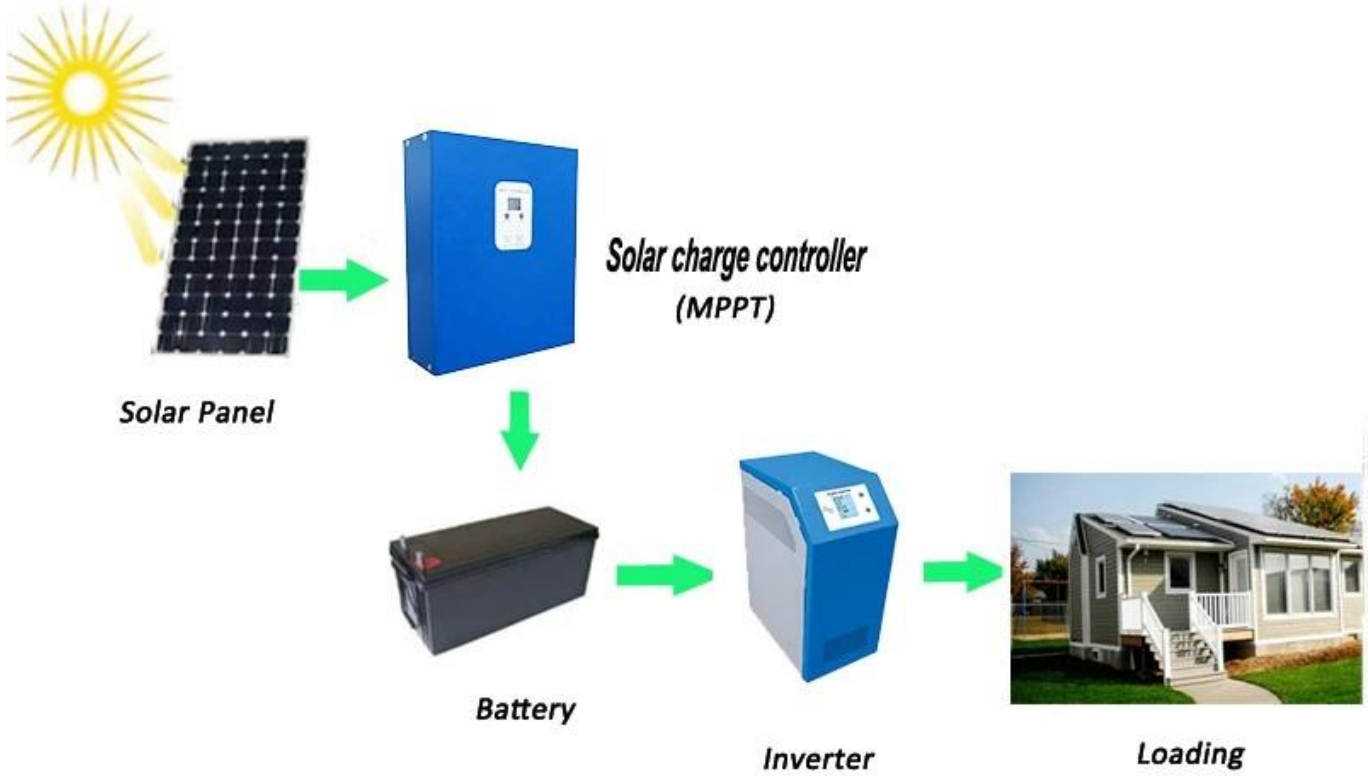 Solar charge controller
(MPPT)
Solar Panel
Battery
Inverter
Loading